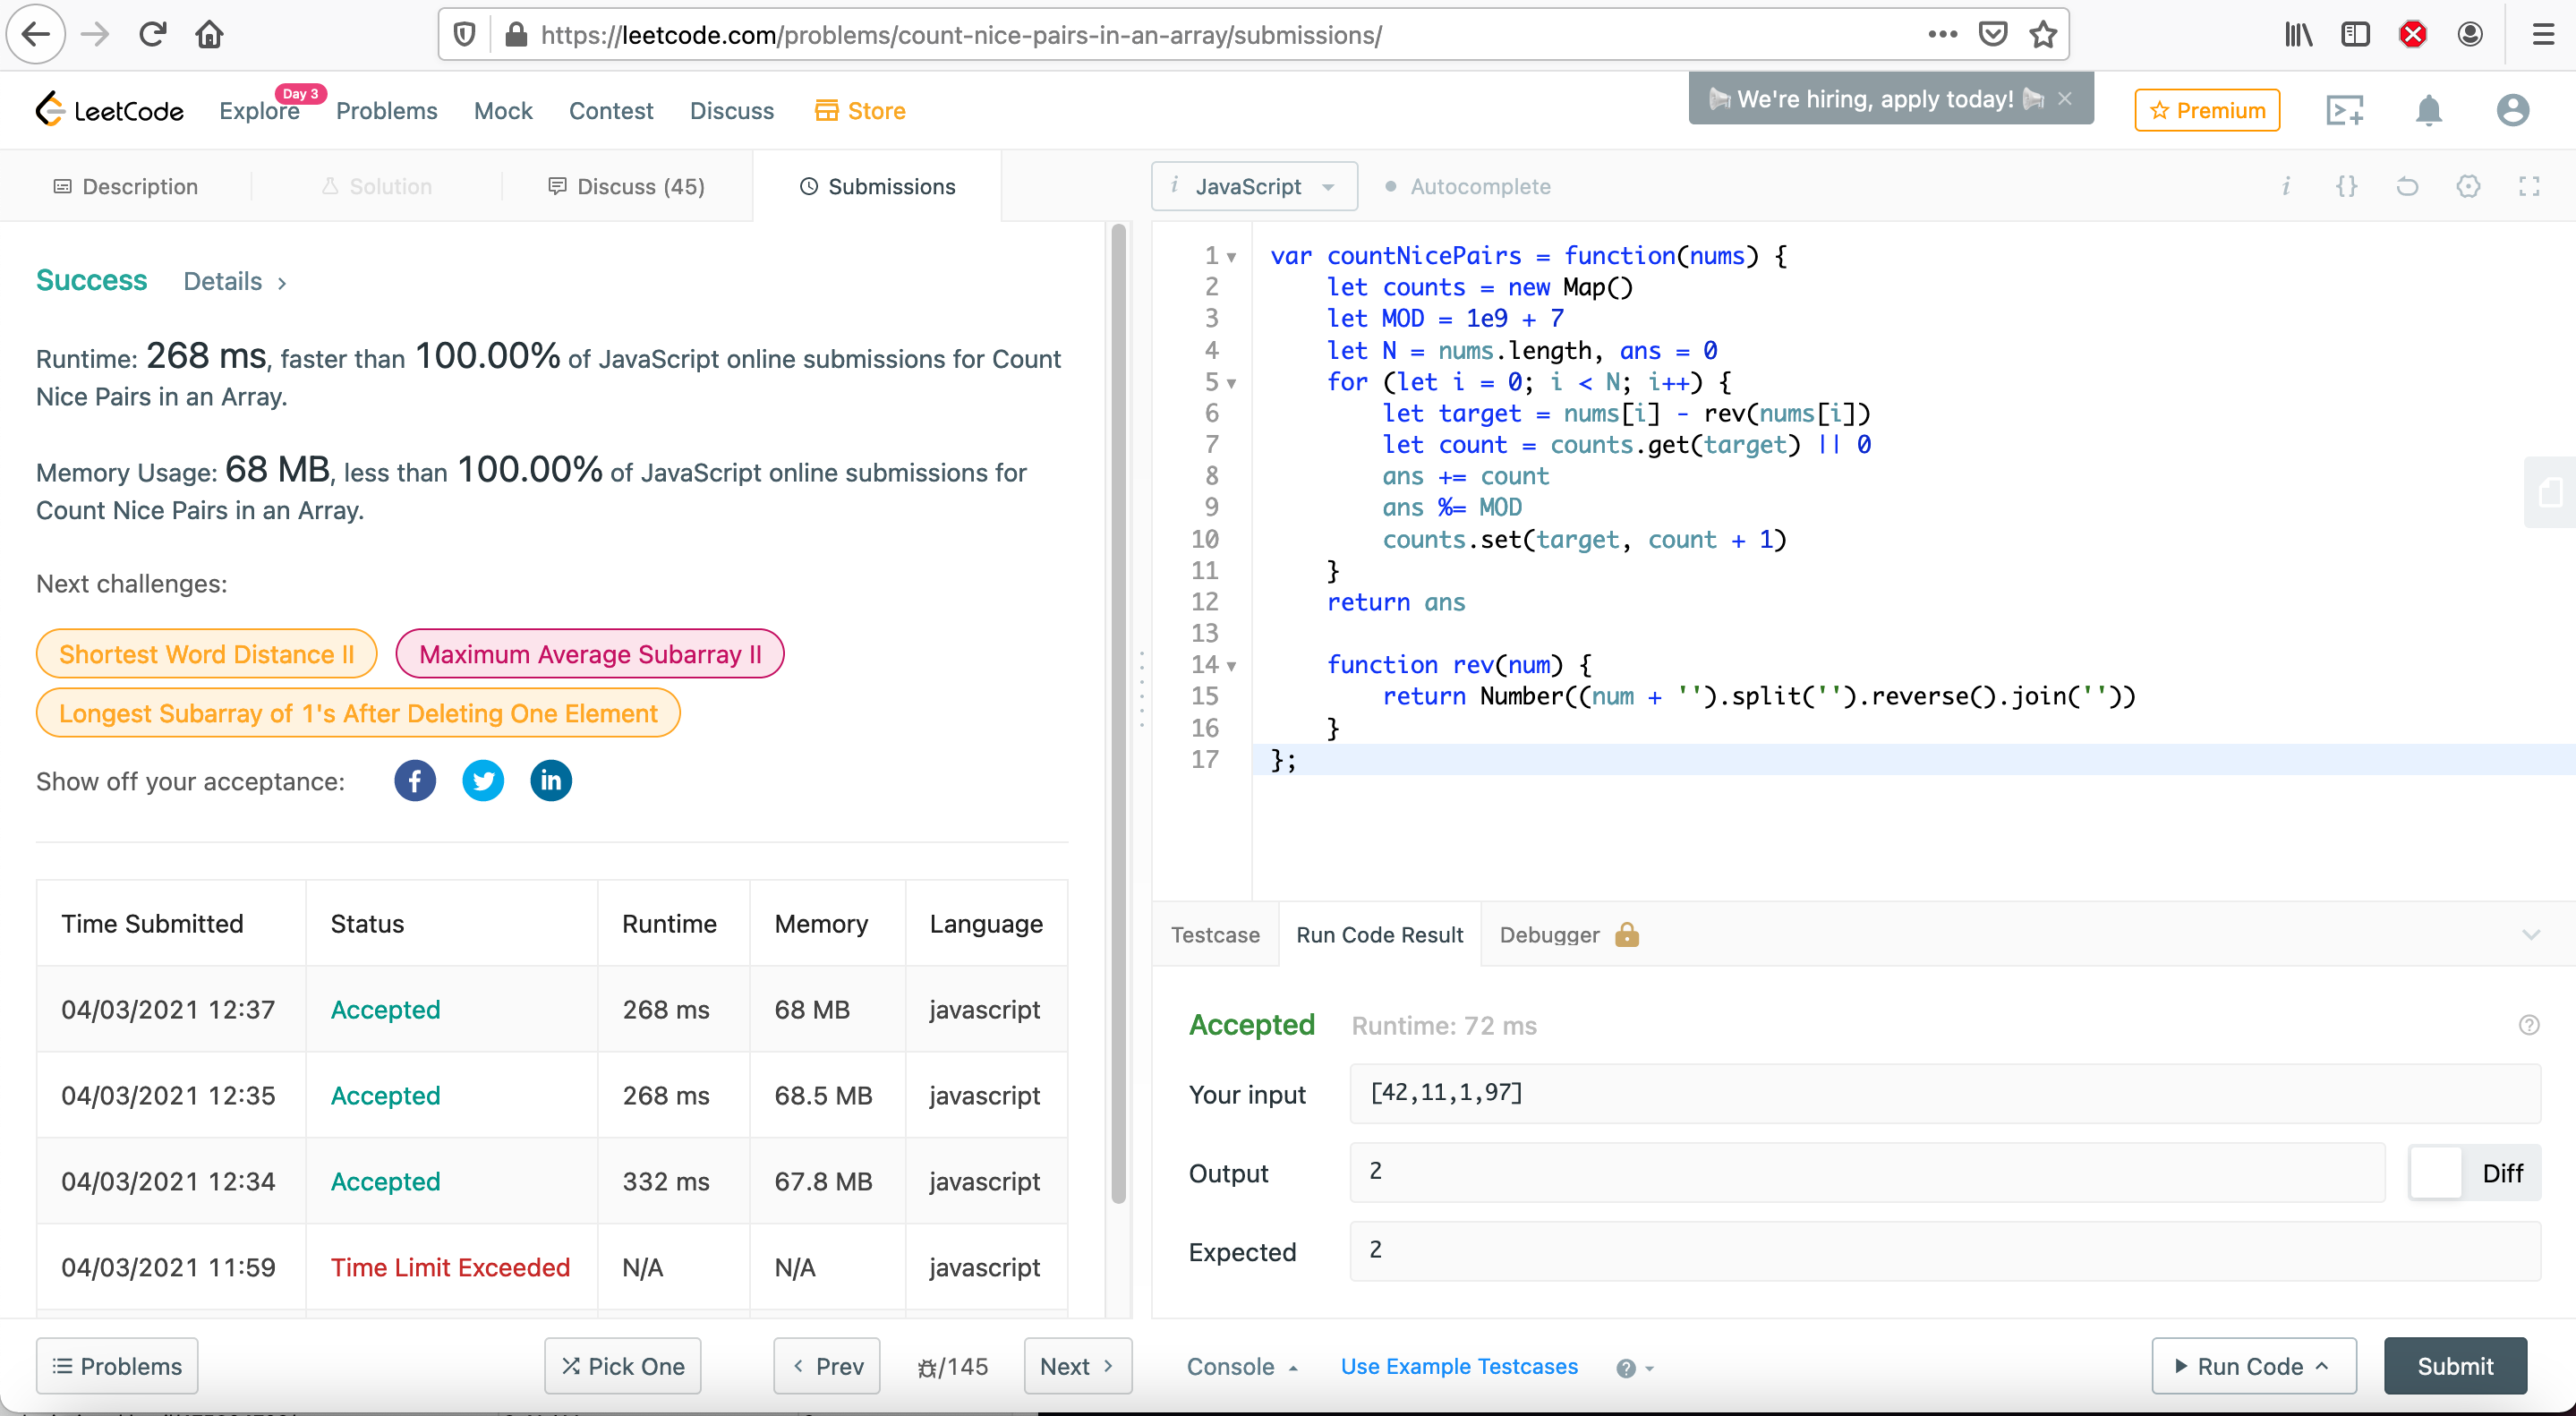 https://leetcode.com/problems/count-nice-pairs-in-an-array/submissions/
LeetCode
Explore
Day 3
Problems
Mock
Contest
Discuss
Store
We're hiring, apply today!
Premium
Description
Solution
Discuss (45)
Submissions
JavaScript
Autocomplete
Success Details
Runtime: 268 ms, faster than 100.00% of JavaScript online submissions for Count
Nice Pairs in an Array.
Memory Usage: 68 MB, less than 100.00% of JavaScript online submissions for
Count Nice Pairs in an Array.
Next challenges:
Shortest Word Distance II
Maximum Average Subarray II
Longest Subarray of 1's After Deleting One Element
Show off your acceptance:
Time Submitted Status Runtime Memory Language
04/03/2021 12:37 Accepted 268 ms 68 MB javascript
04/03/2021 12:35 Accepted 268 ms 68.5 MB javascript
04/03/2021 12:34 Accepted 332 ms 67.8 MB javascript
04/03/2021 11:59 Time Limit Exceeded N/A N/A javascript
1 var countNicePairs = function(nums) {
2 let counts = new Map()
3 let MOD = 1e9 + 7
4 let N = nums.length, ans = 0
5 for (let i = 0; i < N; i++) {
6 let target = nums[i] - rev(nums[i])
7 let count = counts.get(target) || 0
8 ans += count
9 ans %= MOD
10 counts.set(target, count + 1)
11 }
12 return ans
13
14 function rev(num) {
15 return Number((num + '').split('').reverse().join(''))
16 }
17 };
Testcase
Run Code Result
Debugger
Accepted Runtime: 72 ms
Your input [42,11,1,97]
Output 2
Diff
Expected 2
Problems
Pick One
Prev
/145
Next
Console
Use Example Testcases
Run Code
Submit